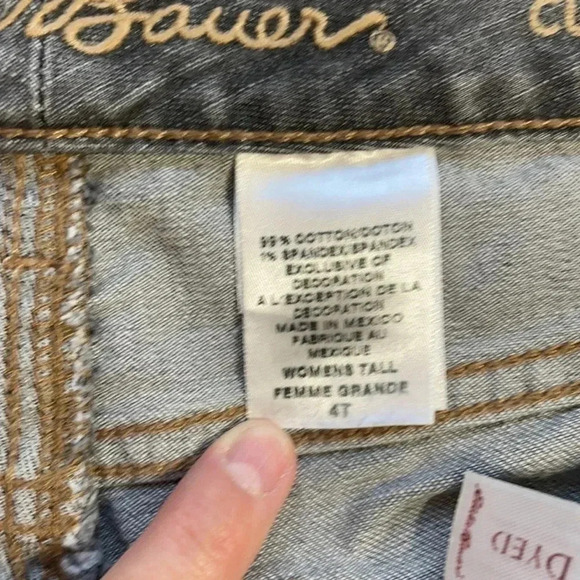 Bauer®
99% COTTON/COTON
1% SPANDEX/SPANDEX
EXCLUSIVE OF
DECORATION
A L'EXCEPTION DE LA
DECORATION
MADE IN MEXICO
FABRIQUE AU
MEXIQUE
WOMENS TALL
FEMME GRANDE
4T
DYED